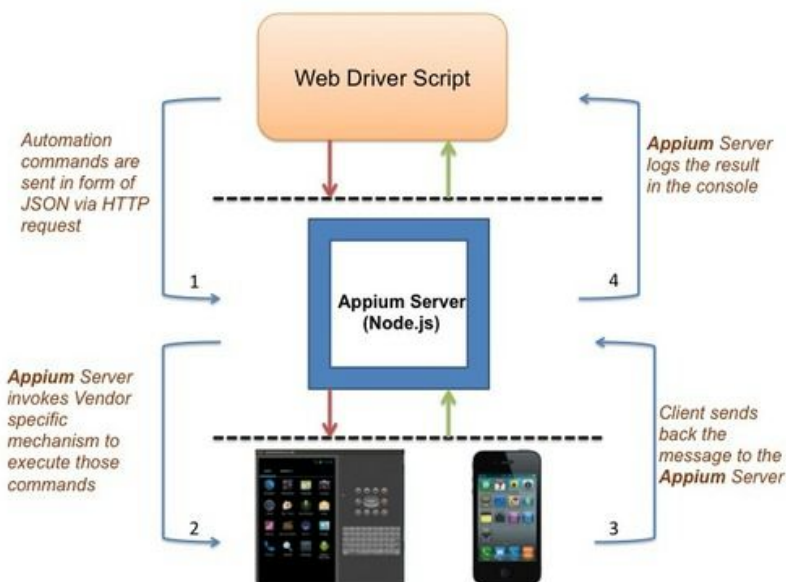 Web Driver Script
Automation
commands are
sent in form of
JSON via HTTP
request
1
Appium Server
logs the result
in the console
4
Appium Server
(Node.js)
Appium Server
invokes Vendor
specific
mechanism to
execute those
commands
2
Client sends
back the
message to the
Appium Server
3